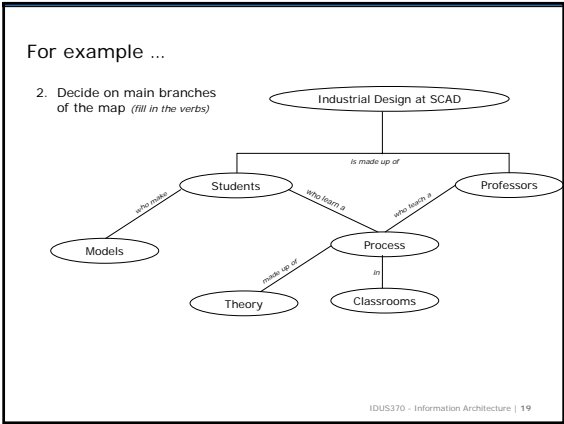 For example ...
2. Decide on main branches
of the map (fill in the verbs)
Industrial Design at SCAD
is made up of
Students
Professors
who make
who learn a
who teach a
Models
Process
made up of
in
Theory
Classrooms
IDUS370 - Information Architecture | 19